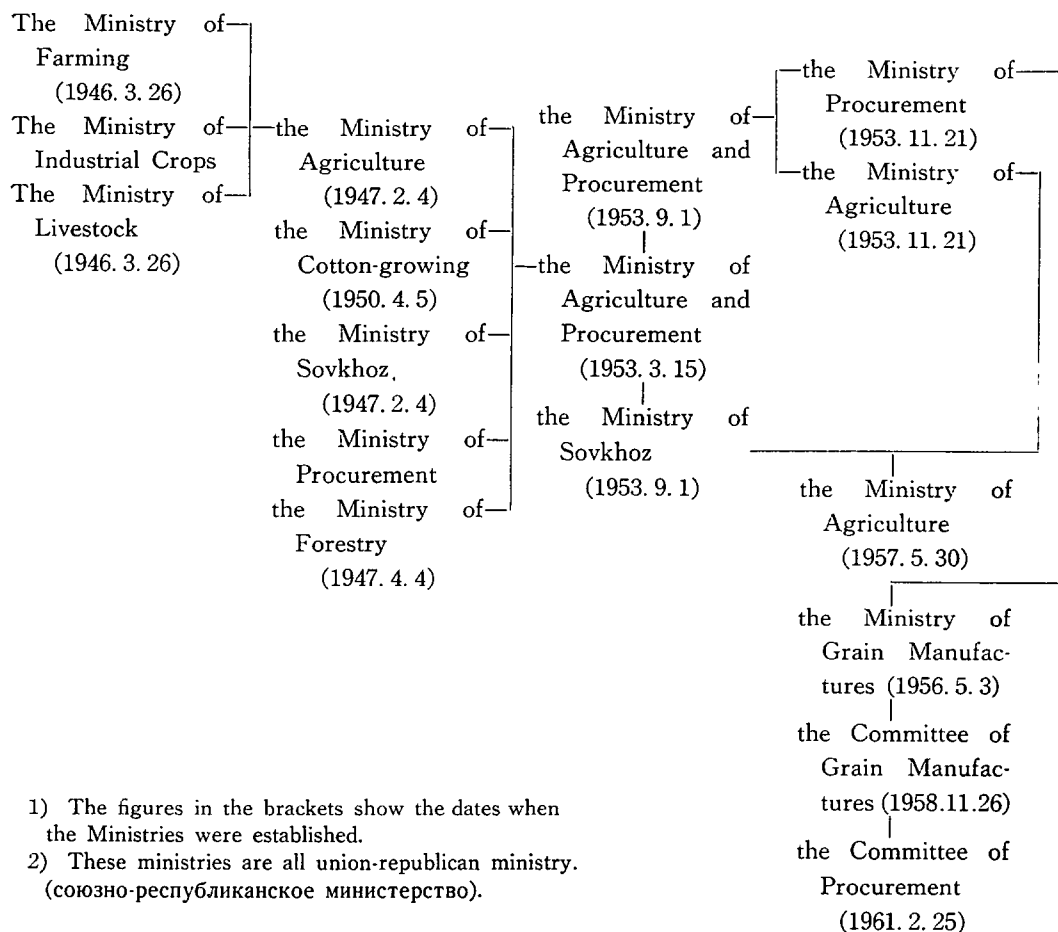 The Ministry of
Farming
(1946. 3. 26)
The Ministry of
Industrial Crops
The Ministry of
Livestock
(1946. 3. 26)
the Ministry of
Agriculture
(1947. 2. 4)
the Ministry of
Cotton-growing
(1950. 4. 5)
the Ministry of
Sovkhoz.
(1947. 2. 4)
the Ministry of
Procurement
the Ministry of
Forestry
(1947. 4. 4)
the Ministry of
Agriculture and
Procurement
(1953. 9. 1)
the Ministry of
Agriculture and
Procurement
(1953. 3. 15)
the Ministry of
Sovkhoz
(1953. 9. 1)
the Ministry of
Procurement
(1953. 11. 21)
the Ministry of
Agriculture
(1953. 11. 21)
the Ministry of
Agriculture
(1957. 5. 30)
the Ministry of
Grain Manufac-
tures (1956. 5. 3)
the Committee of
Grain Manufac-
tures (1958.11.26)
the Committee of
Procurement
(1961. 2. 25)
1) The figures in the brackets show the dates when
the Ministries were established.
2) These ministries are all union-republican ministry.
(союзно-республиканское министерство).